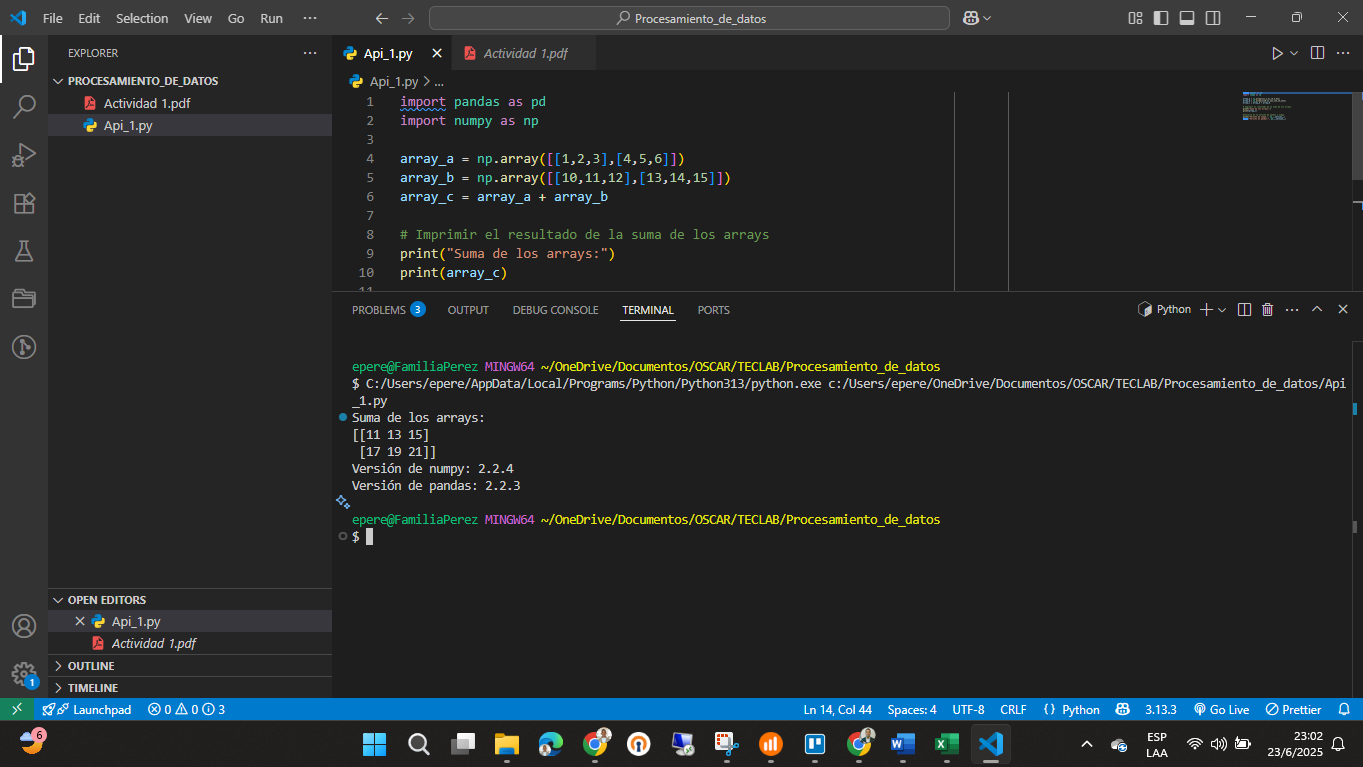 File Edit Selection View Go Run ···
Procesamiento_de_datos
EXPLORER
PROCESAMIENTO_DE_DATOS
Actividad 1.pdf
Api_1.py
OPEN EDITORS
Api_1.py
Actividad 1.pdf
OUTLINE
TIMELINE
1
Api_1.py Actividad 1.pdf
Api_1.py > ...
1 import pandas as pd
2 import numpy as np
3
4 array_a = np.array([[1,2,3],[4,5,6]])
5 array_b = np.array([[10,11,12],[13,14,15]])
6 array_c = array_a + array_b
7
8 # Imprimir el resultado de la suma de los arrays
9 print("Suma de los arrays:")
10 print(array_c)
11
PROBLEMS 3 OUTPUT DEBUG CONSOLE TERMINAL PORTS Python
epere@FamiliaPerez MINGW64 ~/OneDrive/Documentos/OSCAR/TECLAB/Procesamiento_de_datos
$ C:/Users/epere/AppData/Local/Programs/Python/Python313/python.exe c:/Users/epere/OneDrive/Documentos/OSCAR/TECLAB/Procesamiento_de_datos/Api
_1.py
Suma de los arrays:
[[11 13 15]
[17 19 21]]
Versión de numpy: 2.2.4
Versión de pandas: 2.2.3
epere@FamiliaPerez MINGW64 ~/OneDrive/Documentos/OSCAR/TECLAB/Procesamiento_de_datos
$
Launchpad 0 0 3 Ln 14, Col 44 Spaces: 4 UTF-8 CRLF {} Python 3.13.3 Go Live Prettier
6
ESP
LAA
23:02
23/6/2025